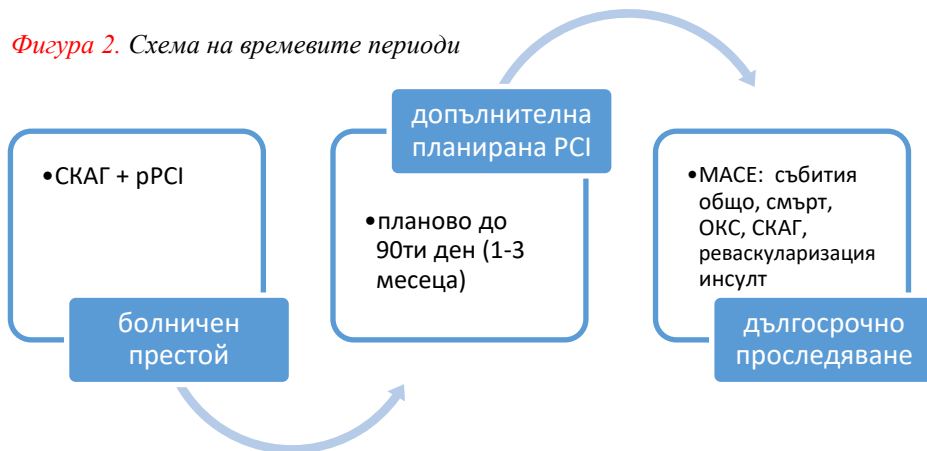 Фигура 2. Схема на времевите периоди
•СКАГ + pPCI
болничен
престой
допълнителна
планирана PCI
•планово до
90ти ден (1-3
месеца)
•MACE: събития
общо, смърт,
ОКС, СКАГ,
реваскуларизация
инсулт
дългосрочно
проследяване